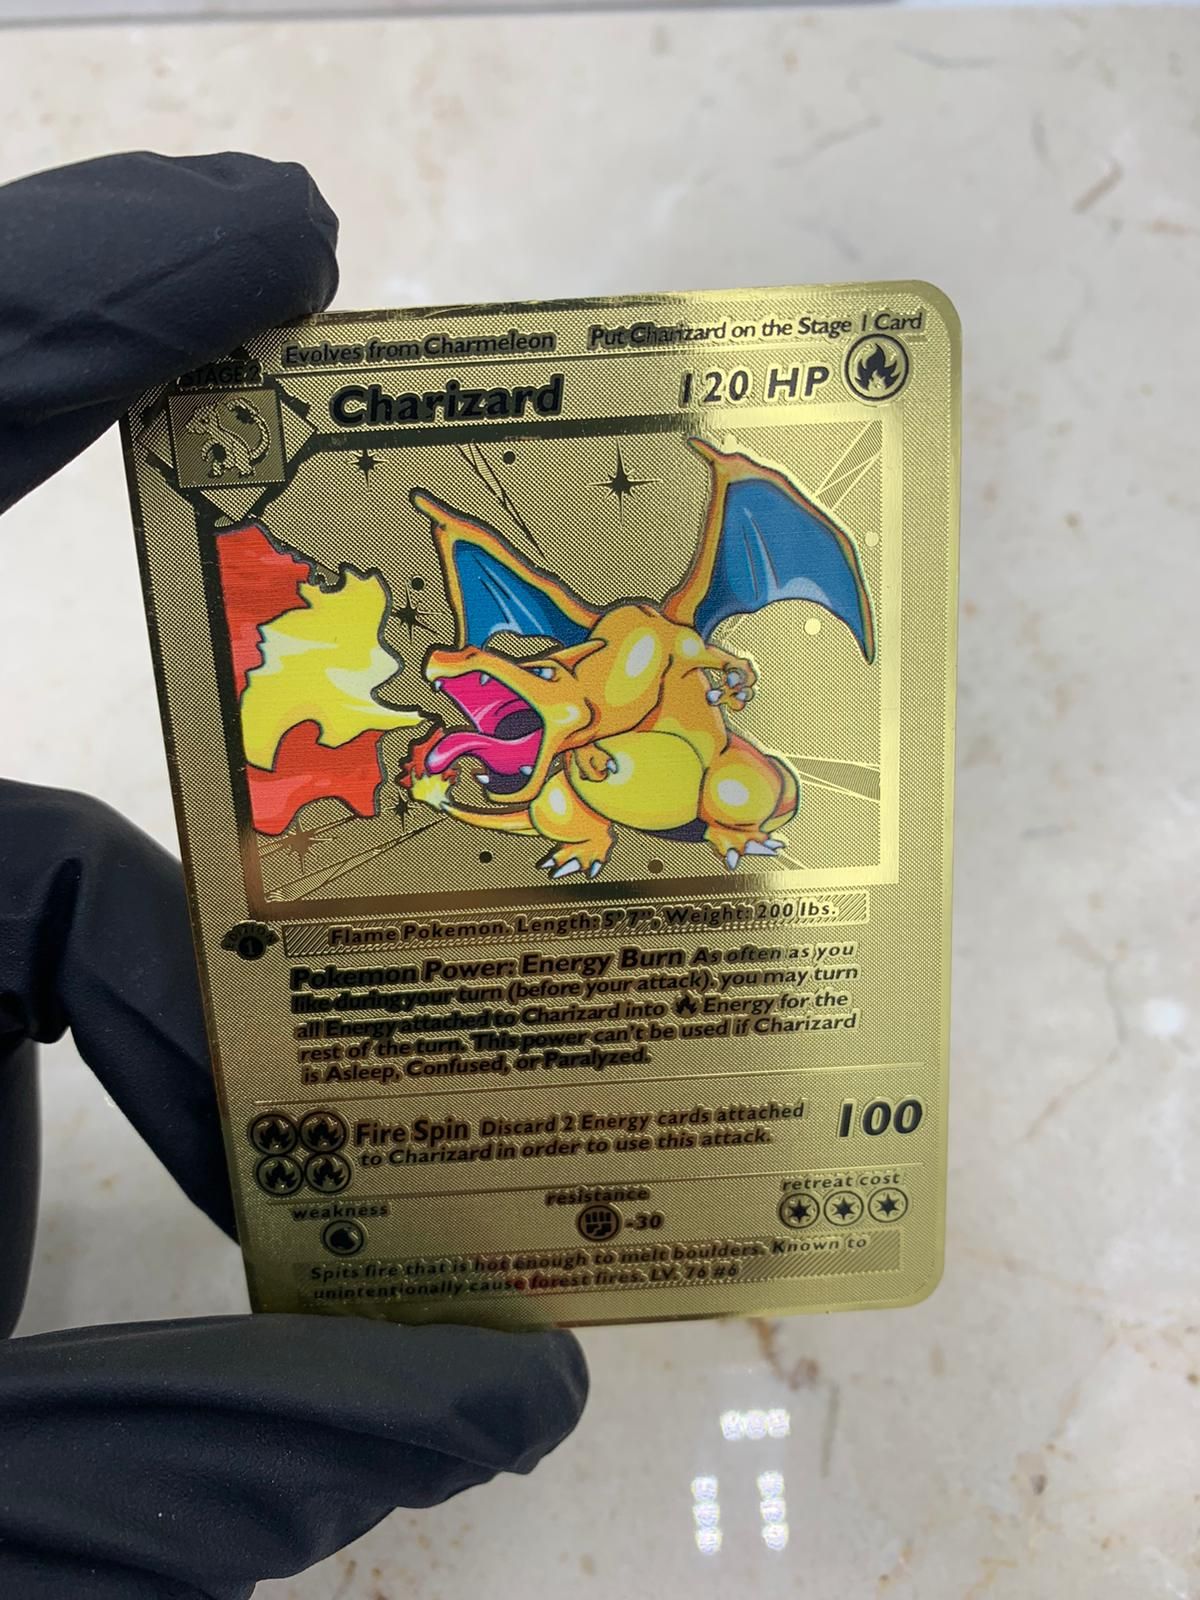 Evolves from Charmeleon Put Charizard on the Stage 1 Card
STAGE 2
Charizard 120 HP
Flame Pokemon. Length: 5'7", Weight: 200 lbs.
EDITION
1
Pokemon Power: Energy Burn As often as you
like during your turn (before your attack), you may turn
all Energy attached to Charizard into Energy for the
rest of the turn. This power can't be used if Charizard
is Asleep, Confused, or Paralyzed.
Fire Spin Discard 2 Energy cards attached
to Charizard in order to use this attack.
100
weakness
resistance
-30
retreat cost
Spits fire that is hot enough to melt boulders. Known to
unintentionally cause forest fires. LV. 76 #6